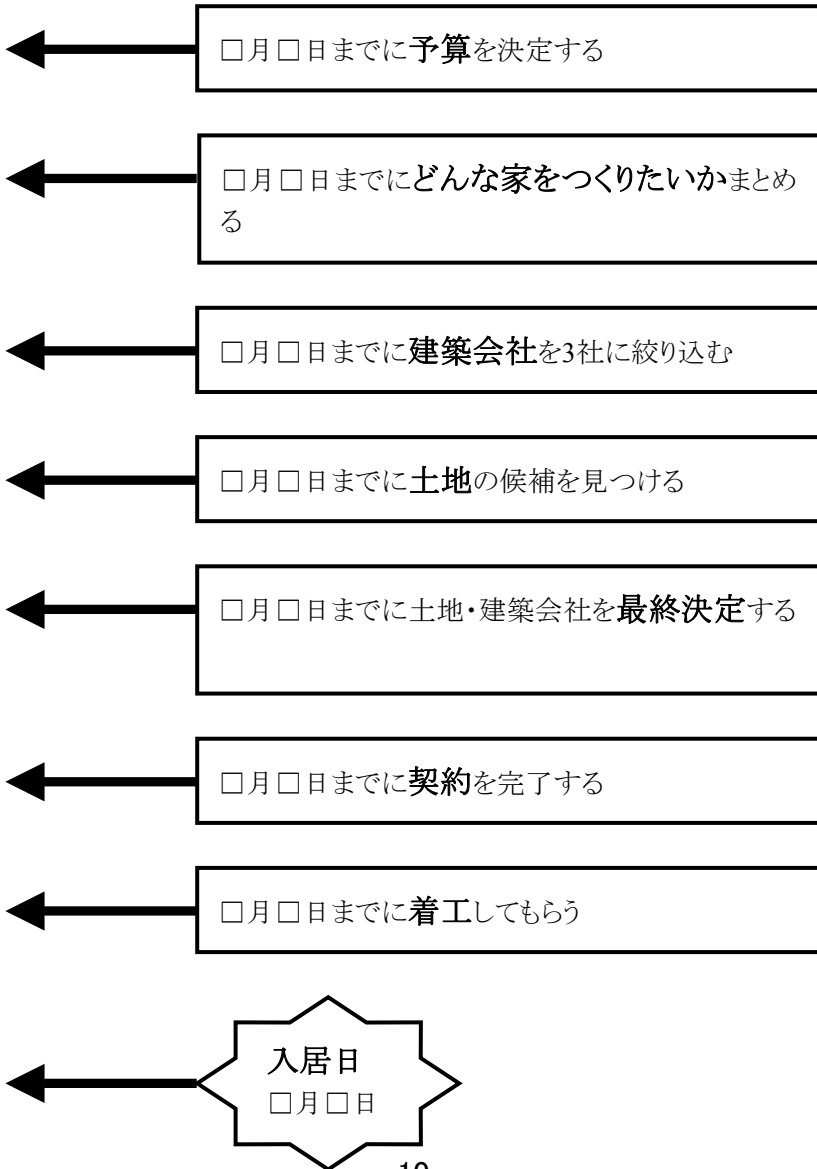 □月□日までに予算を決定する
□月□日までにどんな家をつくりたいかまとめ
る
□月□日までに建築会社を3社に絞り込む
□月□日までに土地の候補を見つける
□月□日までに土地・建築会社を最終決定する
□月□日までに契約を完了する
□月□日までに着工してもらう
入居日
□月□日